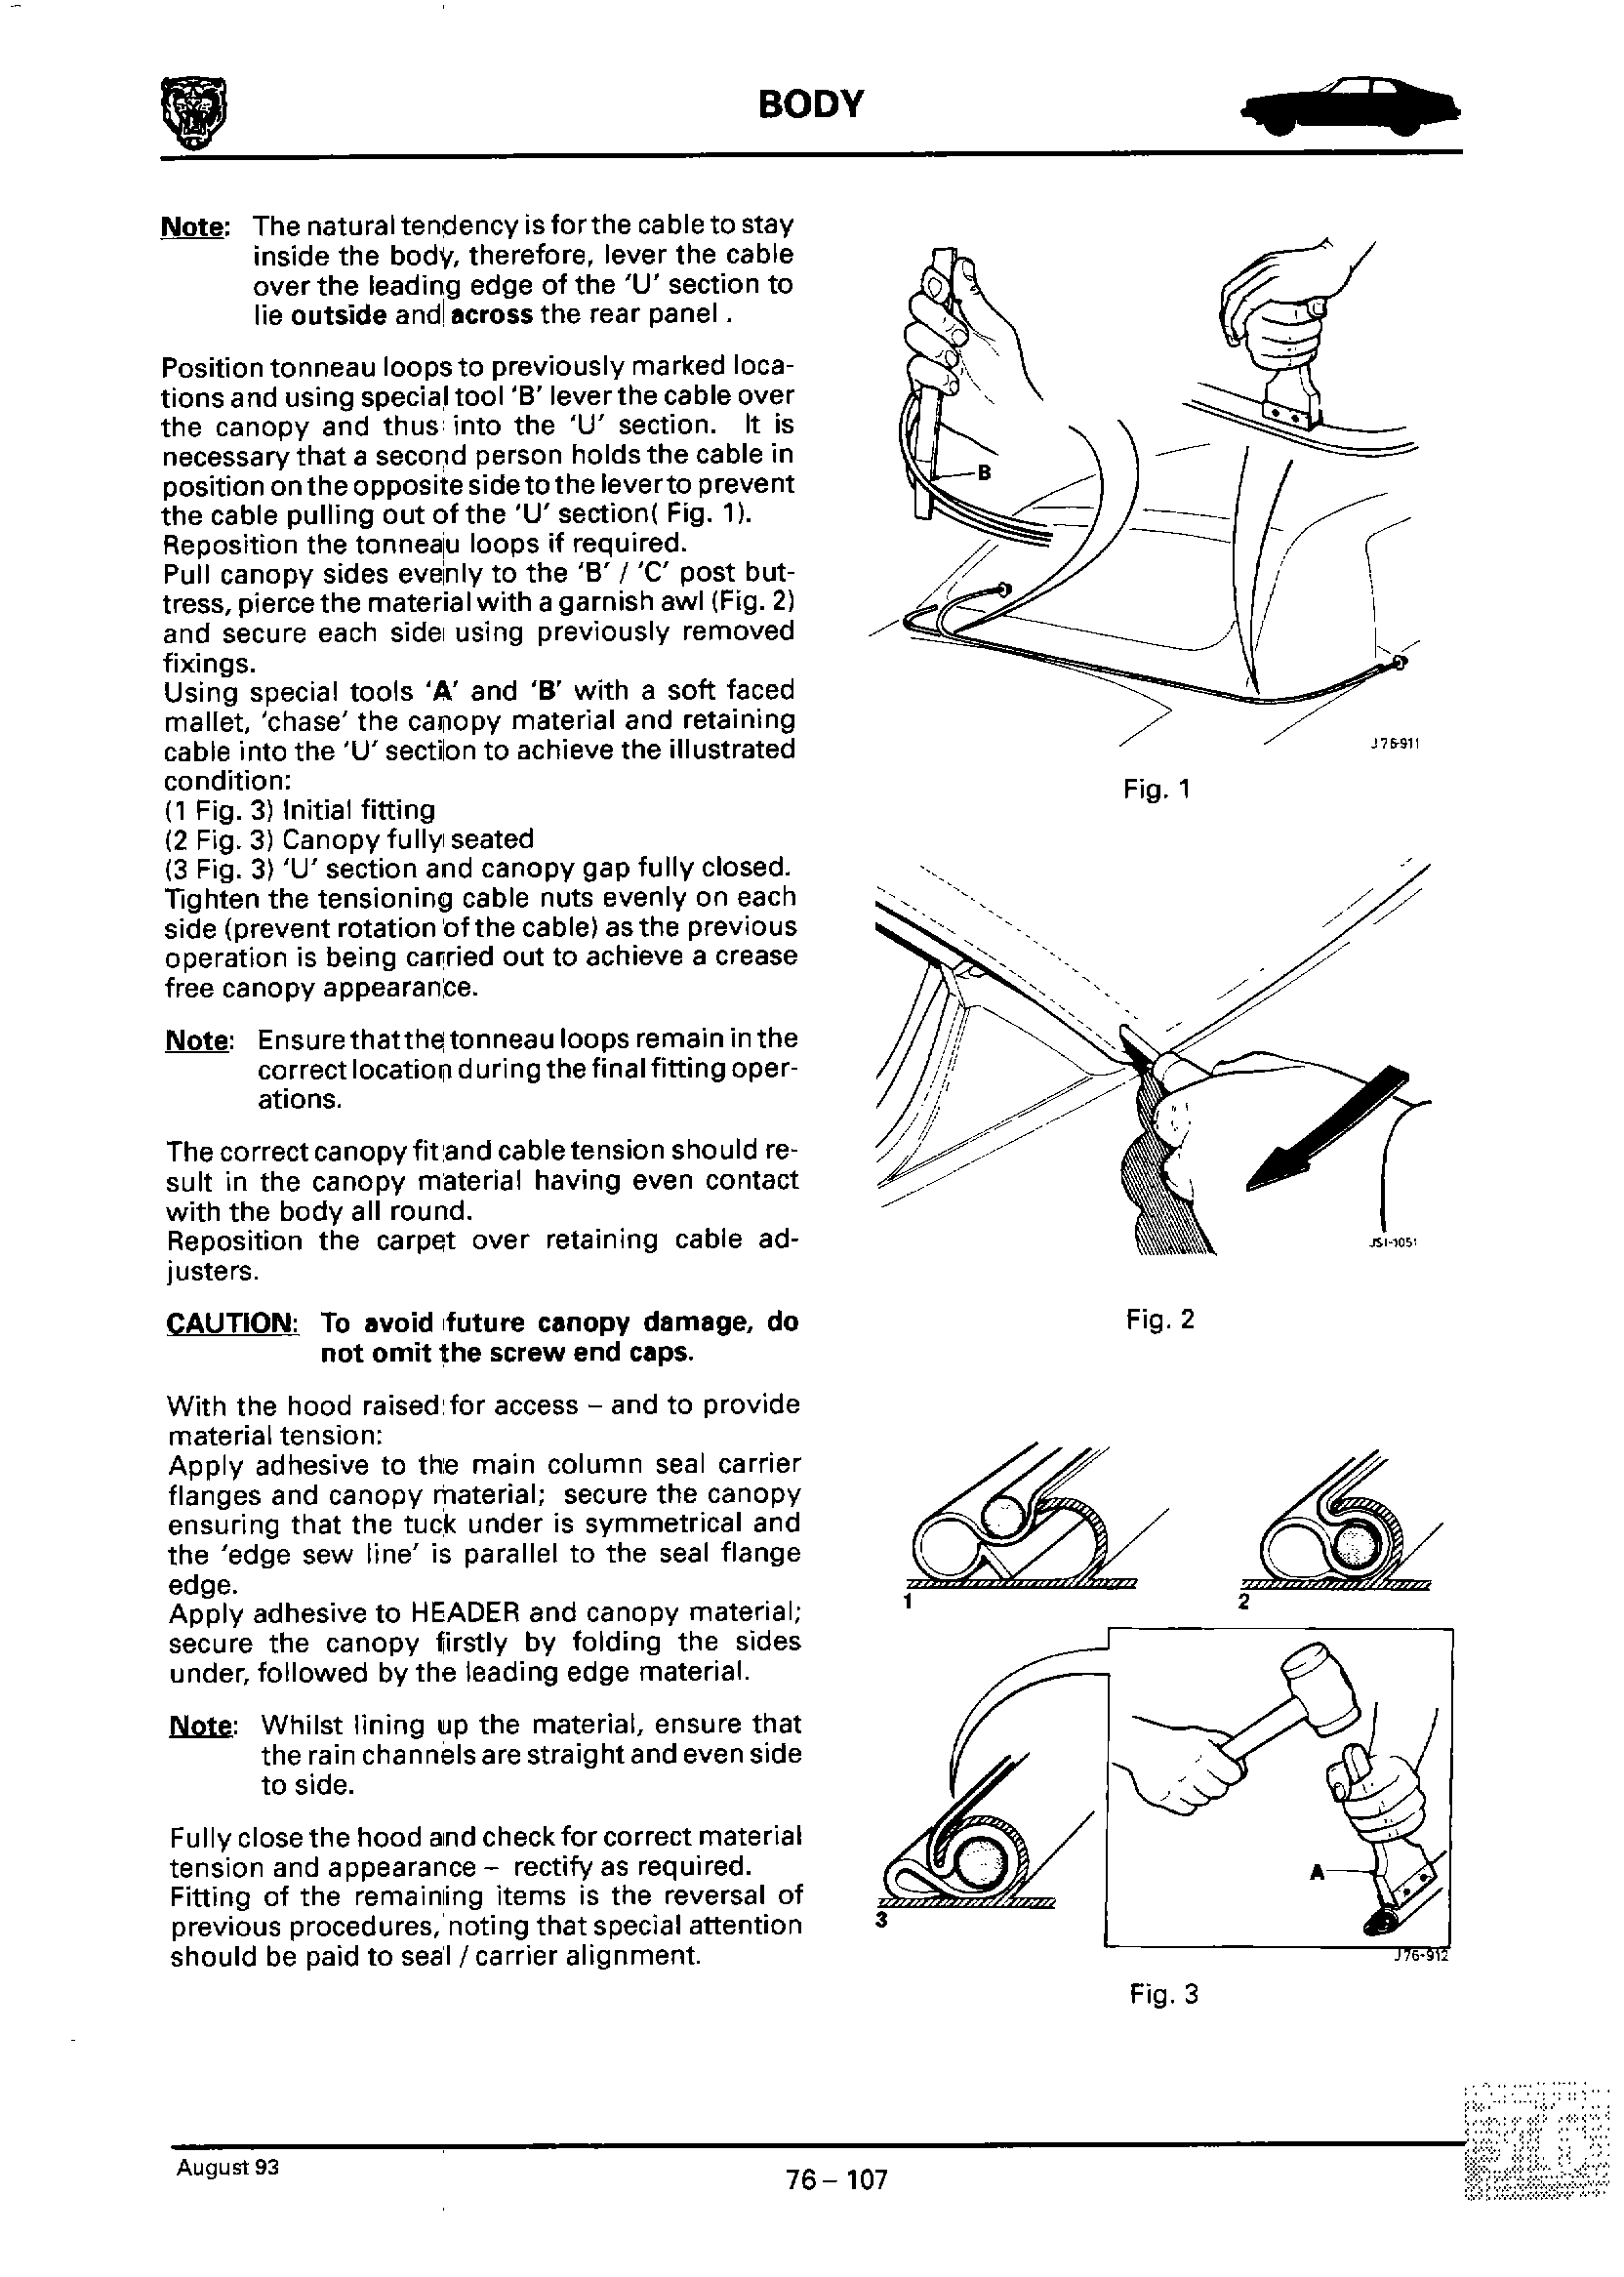 BODY
Note: The natural tendency is for the cable to stay
inside the body, therefore, lever the cable
over the leading edge of the 'U' section to
lie outside and across the rear panel .
Position tonneau loops to previously marked loca-
tions and using special tool 'B' lever the cable over
the canopy and thus into the 'U' section. It is
necessary that a second person holds the cable in
position on the opposite side to the lever to prevent
the cable pulling out of the 'U' section( Fig. 1).
Reposition the tonneau loops if required.
Pull canopy sides evenly to the 'B' / 'C' post but-
tress, pierce the material with a garnish awl (Fig. 2)
and secure each side using previously removed
fixings.
Using special tools 'A' and 'B' with a soft faced
mallet, 'chase' the canopy material and retaining
cable into the 'U' section to achieve the illustrated
condition:
(1 Fig. 3) Initial fitting
(2 Fig. 3) Canopy fully seated
(3 Fig. 3) 'U' section and canopy gap fully closed.
Tighten the tensioning cable nuts evenly on each
side (prevent rotation of the cable) as the previous
operation is being carried out to achieve a crease
free canopy appearance.
Note: Ensure that the tonneau loops remain in the
correct location during the final fitting oper-
ations.
The correct canopy fit and cable tension should re-
sult in the canopy material having even contact
with the body all round.
Reposition the carpet over retaining cable ad-
justers.
CAUTION: To avoid future canopy damage, do
not omit the screw end caps.
With the hood raised for access – and to provide
material tension:
Apply adhesive to the main column seal carrier
flanges and canopy material; secure the canopy
ensuring that the tuck under is symmetrical and
the 'edge sew line' is parallel to the seal flange
edge.
Apply adhesive to HEADER and canopy material;
secure the canopy firstly by folding the sides
under, followed by the leading edge material.
Note: Whilst lining up the material, ensure that
the rain channels are straight and even side
to side.
Fully close the hood and check for correct material
tension and appearance – rectify as required.
Fitting of the remaining items is the reversal of
previous procedures, noting that special attention
should be paid to seal / carrier alignment.
B
J76-911
Fig. 1
JS1-1051
Fig. 2
1
2
A
3
J76-912
Fig. 3
August 93
76 – 107